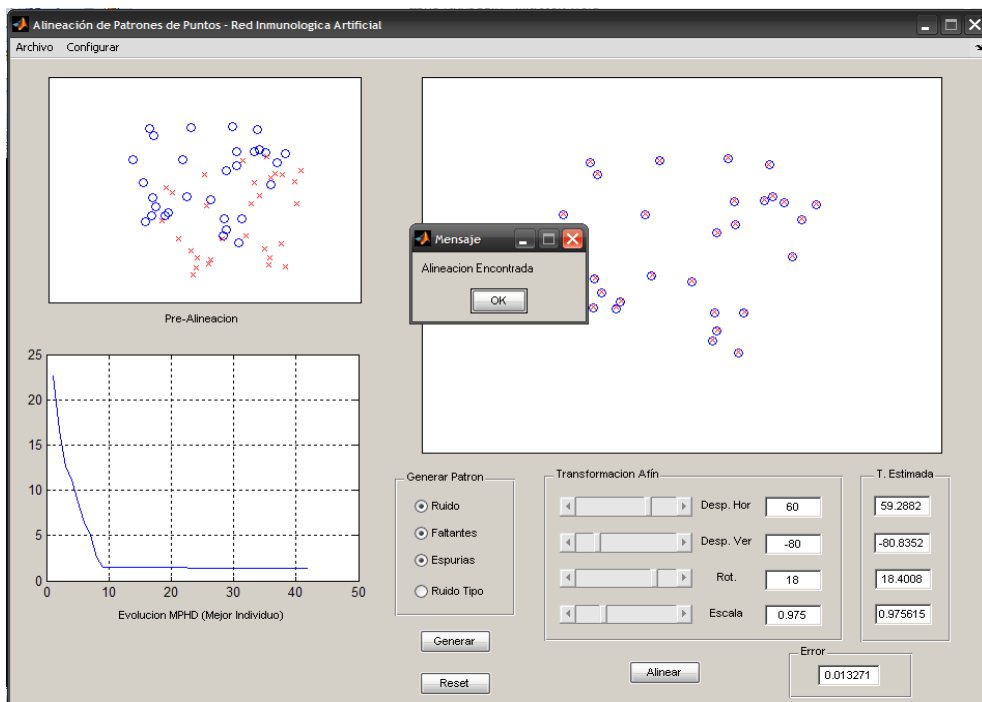 Alineación de Patrones de Puntos - Red Inmunologica Artificial
Archivo Configurar
Pre-Alineacion
Mensaje
Alineacion Encontrada
OK
25
20
15
10
5
0
0 10 20 30 40 50
Evolucion MPHD (Mejor Individuo)
Generar Patron
Ruido
Faltantes
Espurias
Ruido Tipo
Generar
Reset
Transformacion Afín
Desp. Hor 60
Desp. Ver -80
Rot. 18
Escala 0.975
T. Estimada
59.2882
-80.8352
18.4008
0.975615
Alinear
Error
0.013271